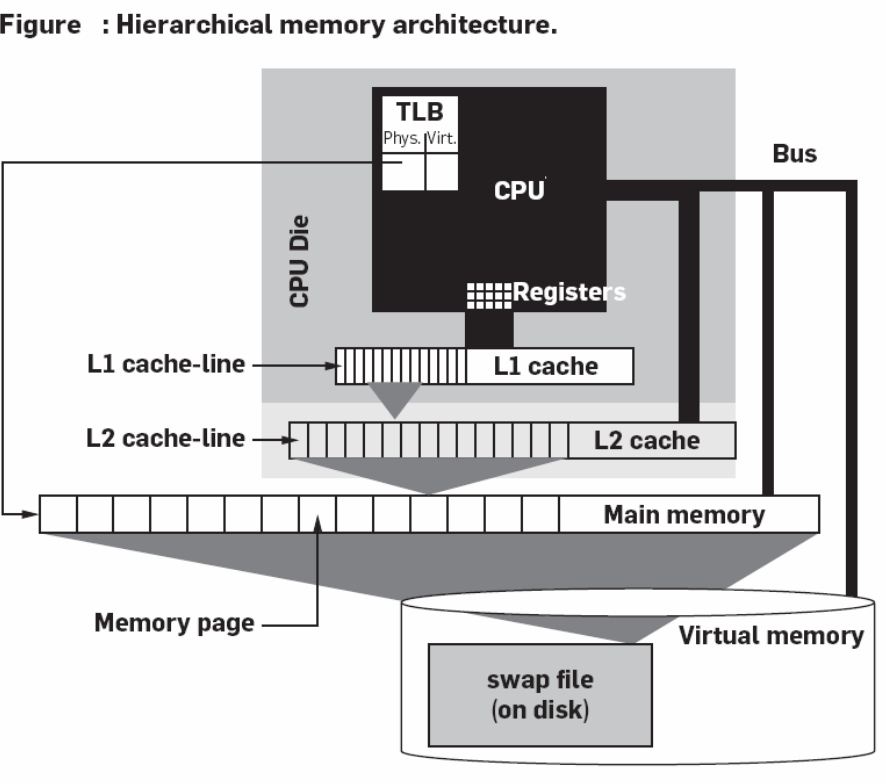 Figure : Hierarchical memory architecture.
TLB
Phys. Virt.
Bus
CPU
CPU Die
Registers
L1 cache-line
L1 cache
L2 cache-line
L2 cache
Main memory
Memory page
Virtual memory
swap file
(on disk)